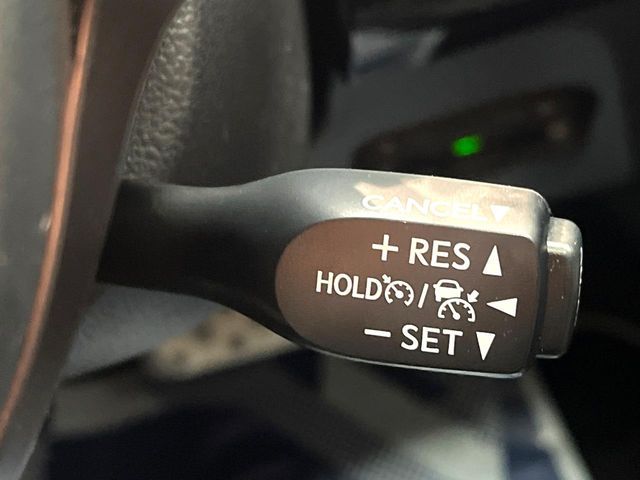 CANCEL▼
+ RES ▲
HOLD / ◀
- SET ▼